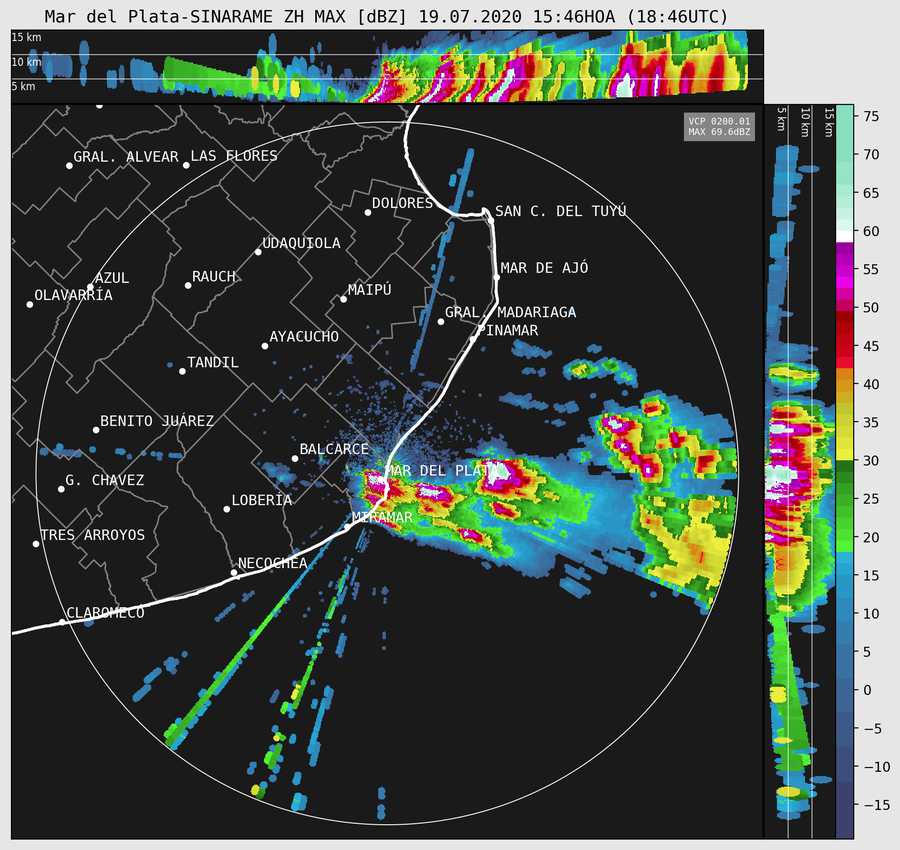 Mar del Plata-SINARAME ZH MAX [dBZ] 19.07.2020 15:46HOA (18:46UTC)
15 km
10 km
5 km
5 km
10 km
15 km
VCP 0200.01
MAX 69.6dBZ
GRAL. ALVEAR
LAS FLORES
DOLORES
SAN C. DEL TUYÚ
UDAQUIOLA
MAR DE AJÓ
AZUL
RAUCH
OLAVARRÍA
MAIPÚ
GRAL. MADARIAGA
PINAMAR
AYACUCHO
TANDIL
BENITO JUÁREZ
BALCARCE
MAR DEL PLATA
G. CHAVEZ
LOBERÍA
MIRAMAR
TRES ARROYOS
NECOCHEA
CLAROMECÓ
75
70
65
60
55
50
45
40
35
30
25
20
15
10
5
0
−5
−10
−15